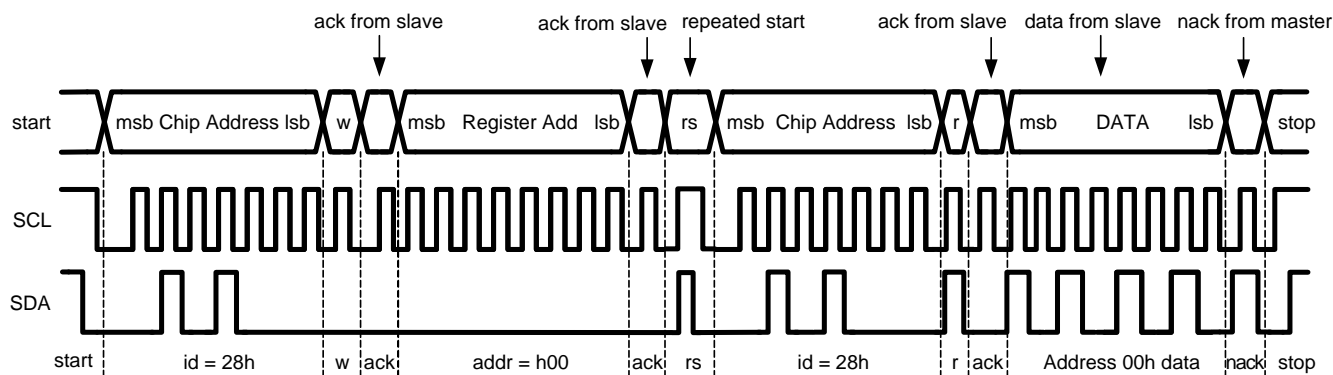 ack from slave ack from slave repeated start ack from slave data from slave nack from master
start msb Chip Address lsb w msb Register Add lsb rs msb Chip Address lsb r msb DATA lsb stop
SCL
SDA
start id = 28h w ack addr = h00 ack rs id = 28h r ack Address 00h data nack stop